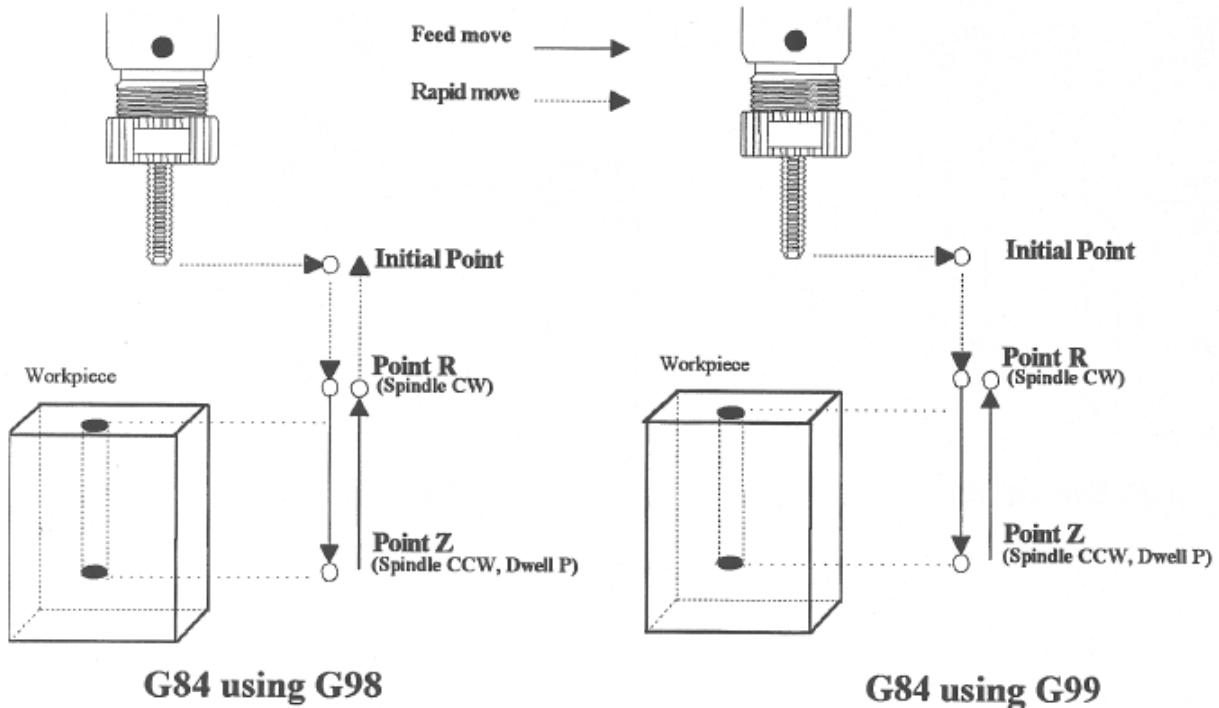 Feed move
Rapid move
Initial Point
Workpiece
Point R
(Spindle CW)
Point Z
(Spindle CCW, Dwell P)
G84 using G98
Initial Point
Workpiece
Point R
(Spindle CW)
Point Z
(Spindle CCW, Dwell P)
G84 using G99